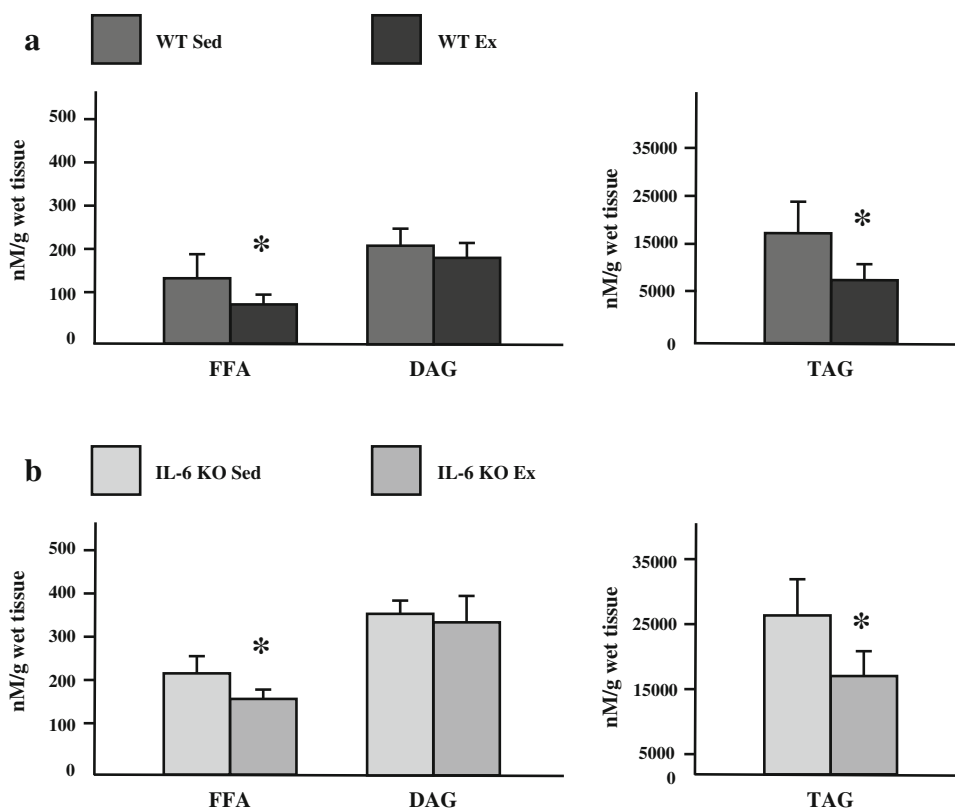 a
WT Sed
WT Ex
nM/g wet tissue
500
400
300
200
100
0
*
FFA
DAG
nM/g wet tissue
35000
25000
15000
5000
0
*
TAG
b
IL-6 KO Sed
IL-6 KO Ex
nM/g wet tissue
500
400
300
200
100
0
*
FFA
DAG
nM/g wet tissue
35000
25000
15000
5000
0
*
TAG